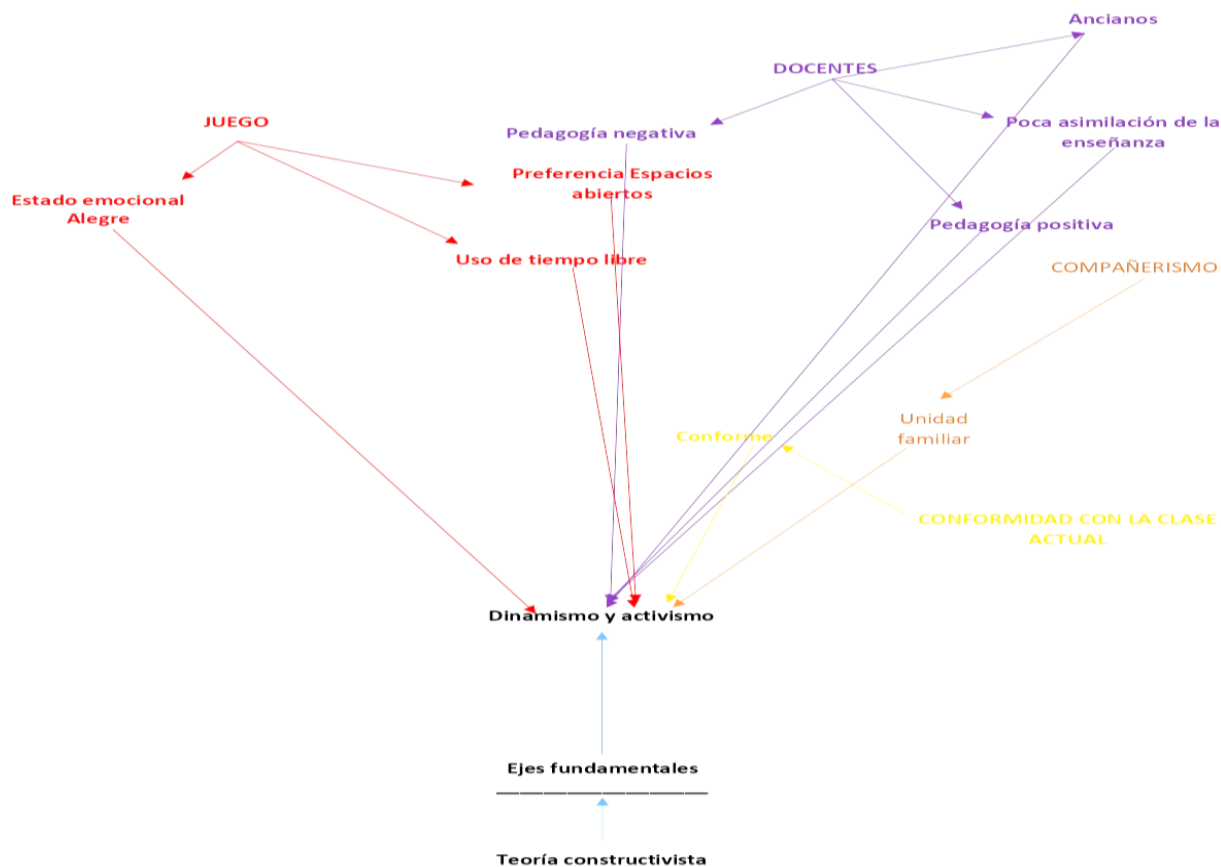 Ancianos
DOCENTES
JUEGO
Pedagogía negativa
Poca asimilación de la
enseñanza
Preferencia Espacios
abiertos
Estado emocional
Alegre
Pedagogía positiva
Uso de tiempo libre
COMPAÑERISMO
Unidad
familiar
Conforme
CONFORMIDAD CON LA CLASE
ACTUAL
Dinamismo y activismo
Ejes fundamentales
Teoría constructivista